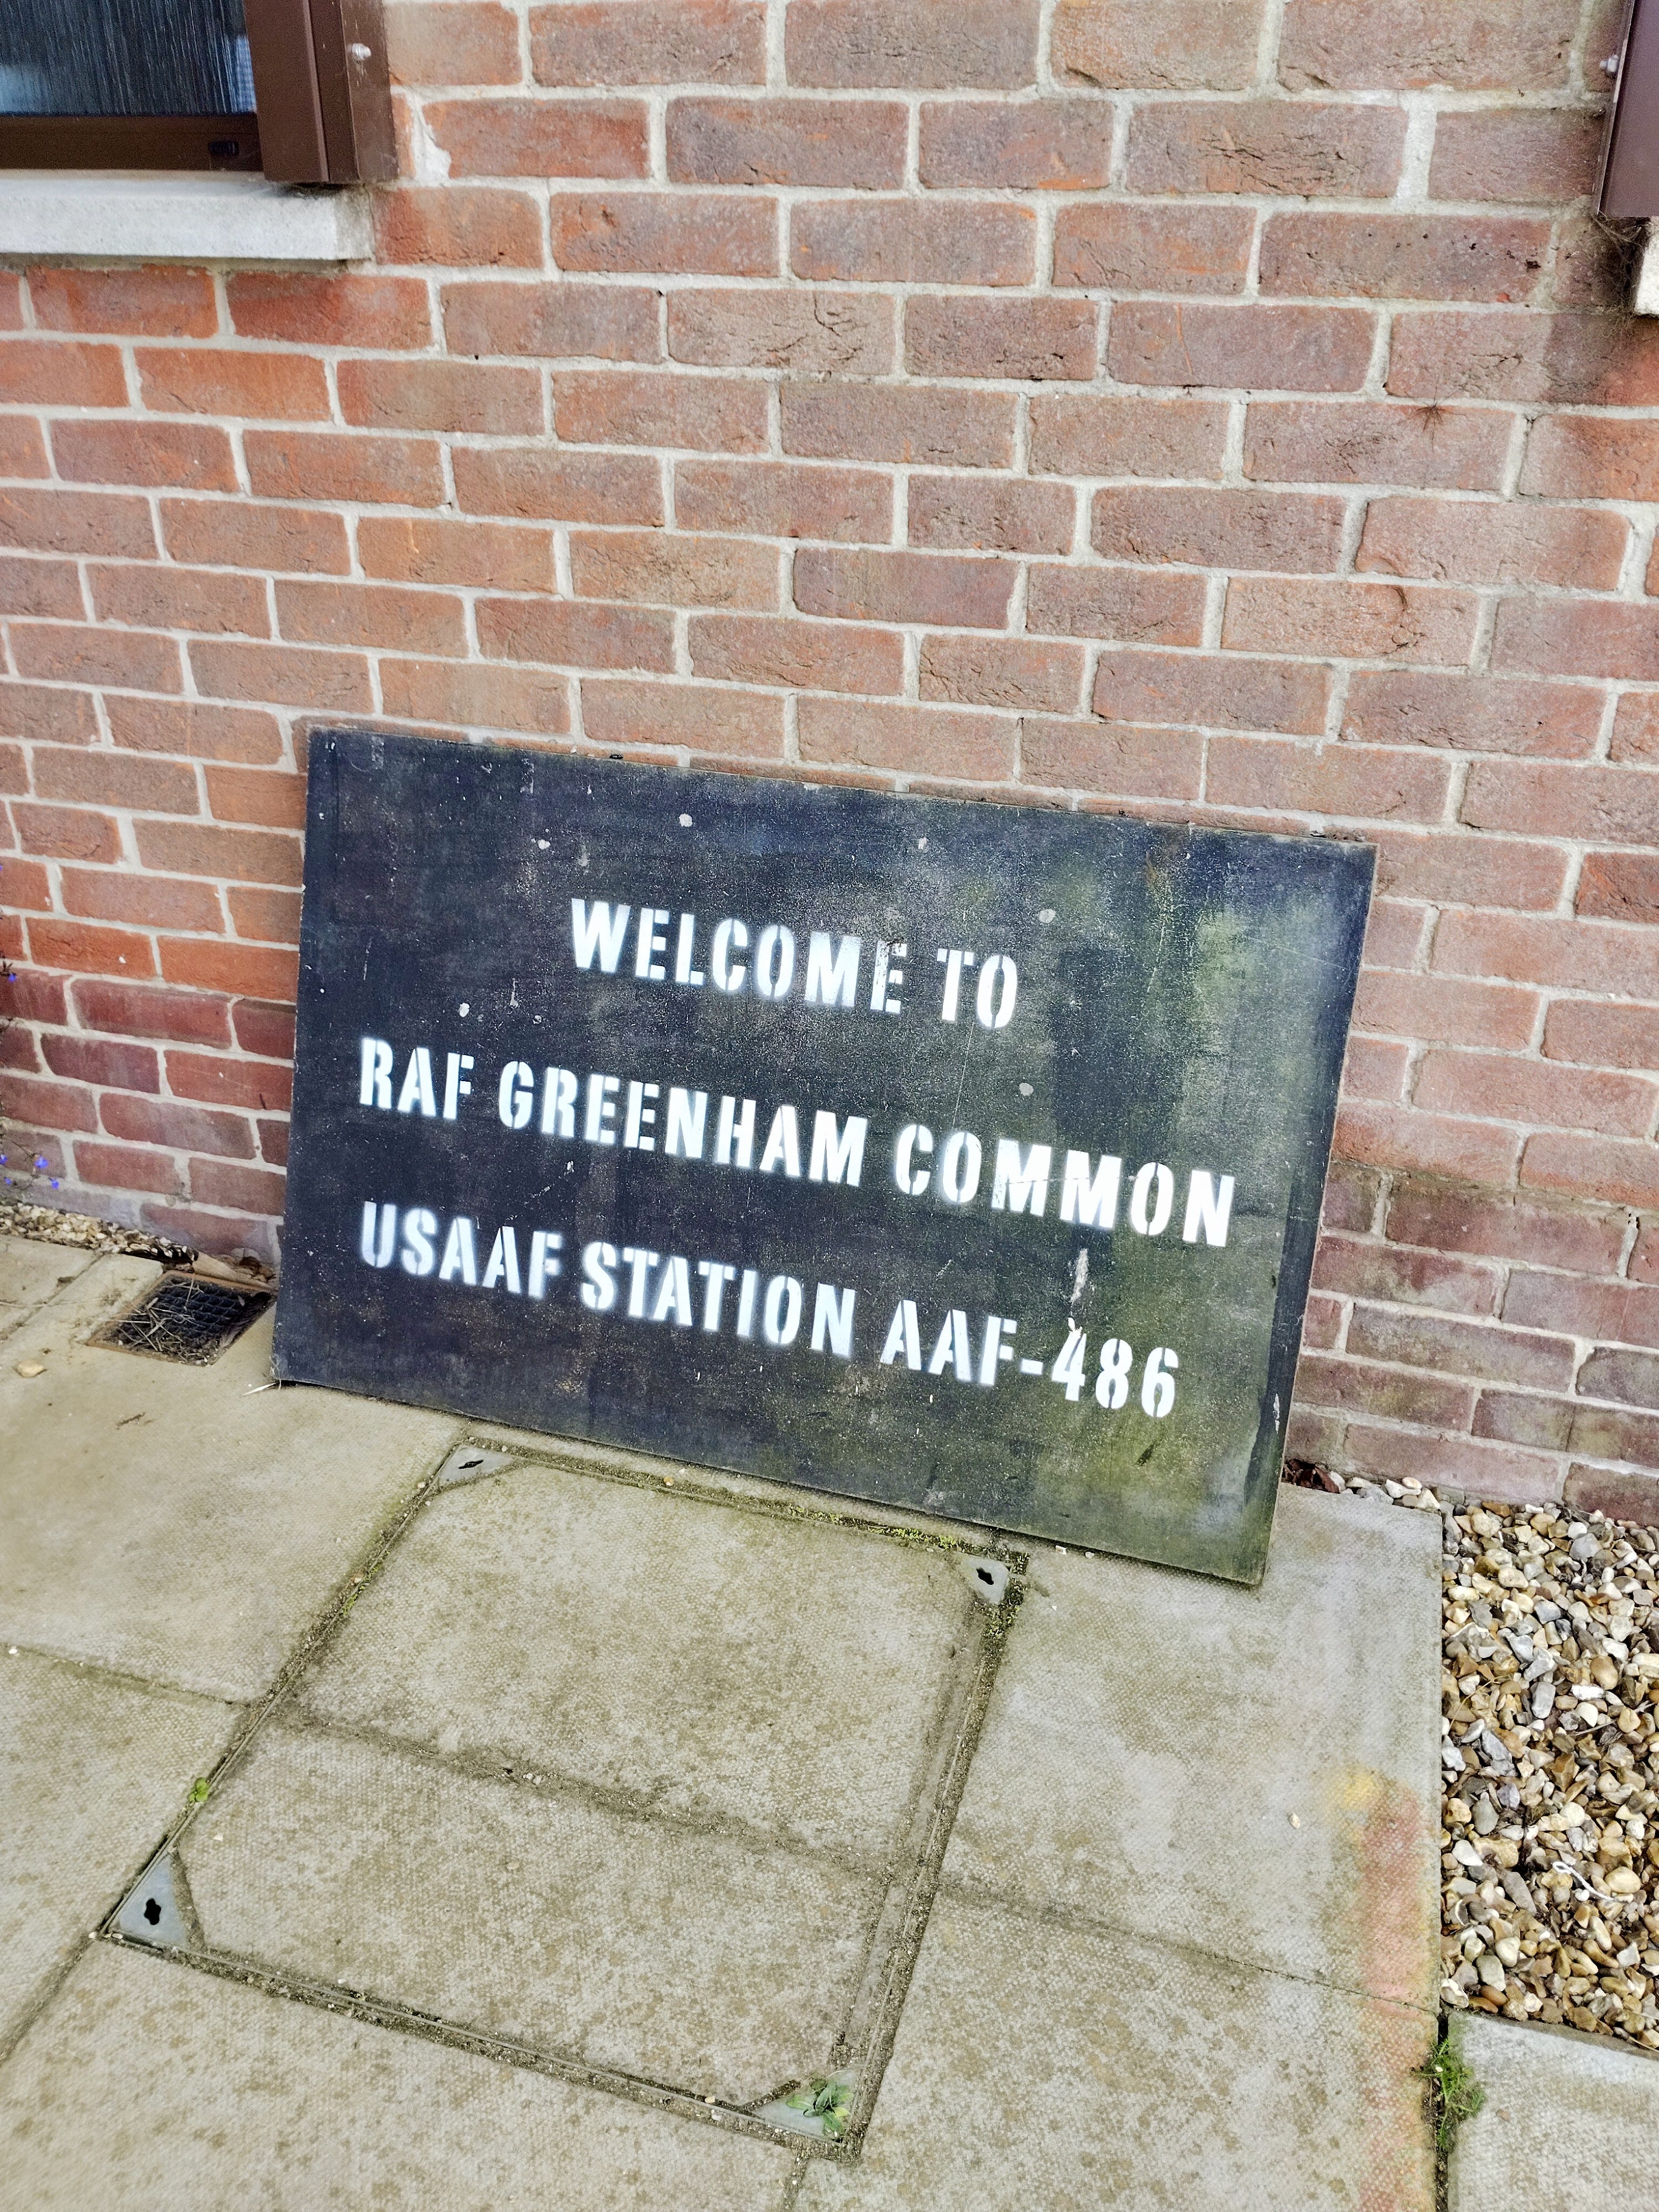 WELCOME TO
RAF GREENHAM COMMON
USAAF STATION AAF-486